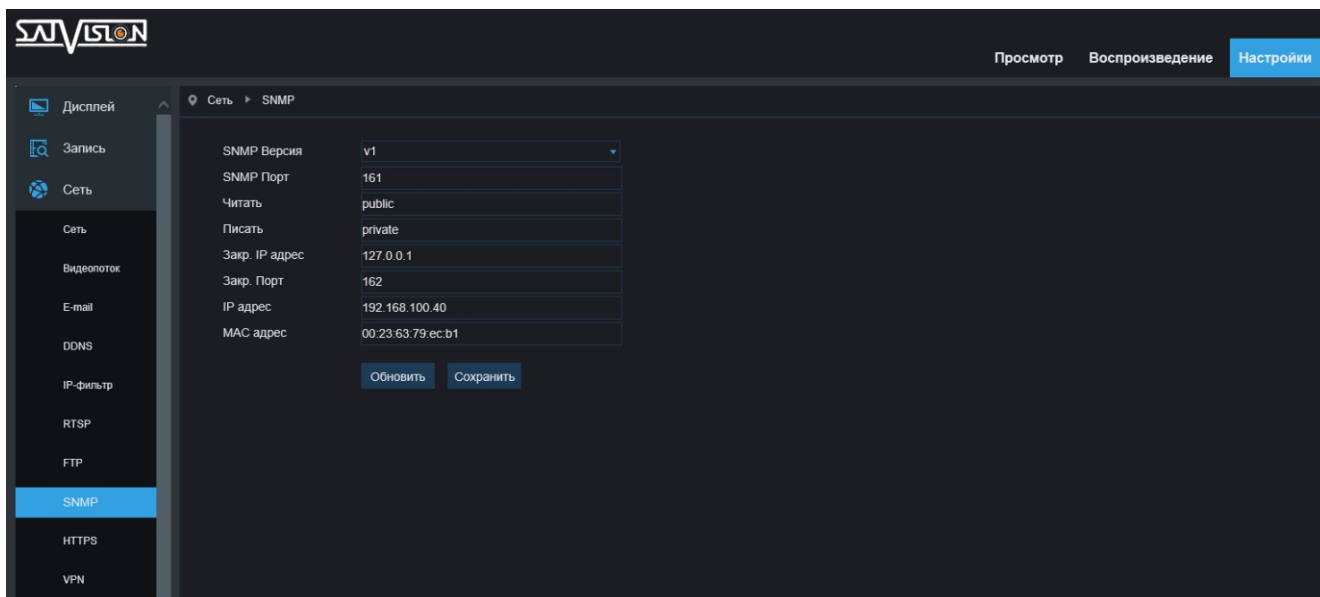 SATVISION
Просмотр Воспроизведение Настройки
Дисплей
Запись
Сеть
Сеть
Видеопоток
E-mail
DDNS
IP-фильтр
RTSP
FTP
SNMP
HTTPS
VPN
Сеть SNMP
SNMP Версия v1
SNMP Порт 161
Читать public
Писать private
Закр. IP адрес 127.0.0.1
Закр. Порт 162
IP адрес 192.168.100.40
MAC адрес 00:23:63:79:ec:b1
Обновить Сохранить